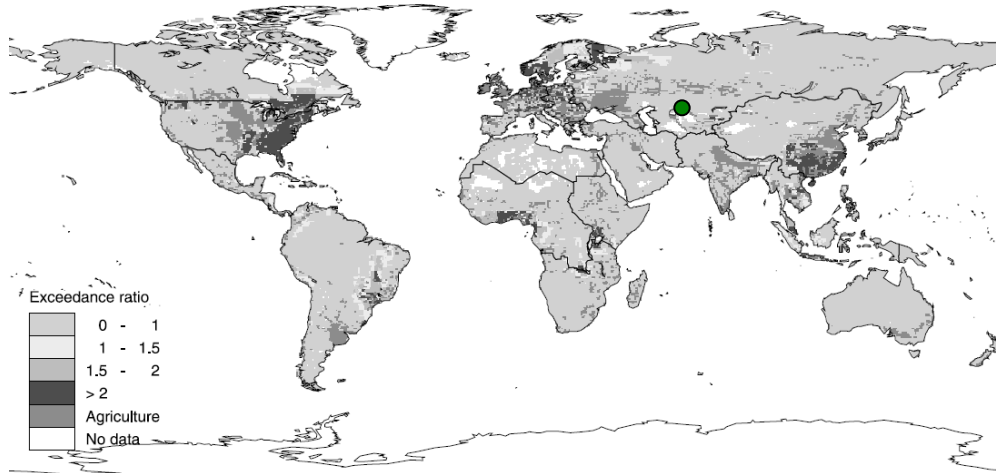 Exceedance ratio
0 - 1
1 - 1.5
1.5 - 2
> 2
Agriculture
No data